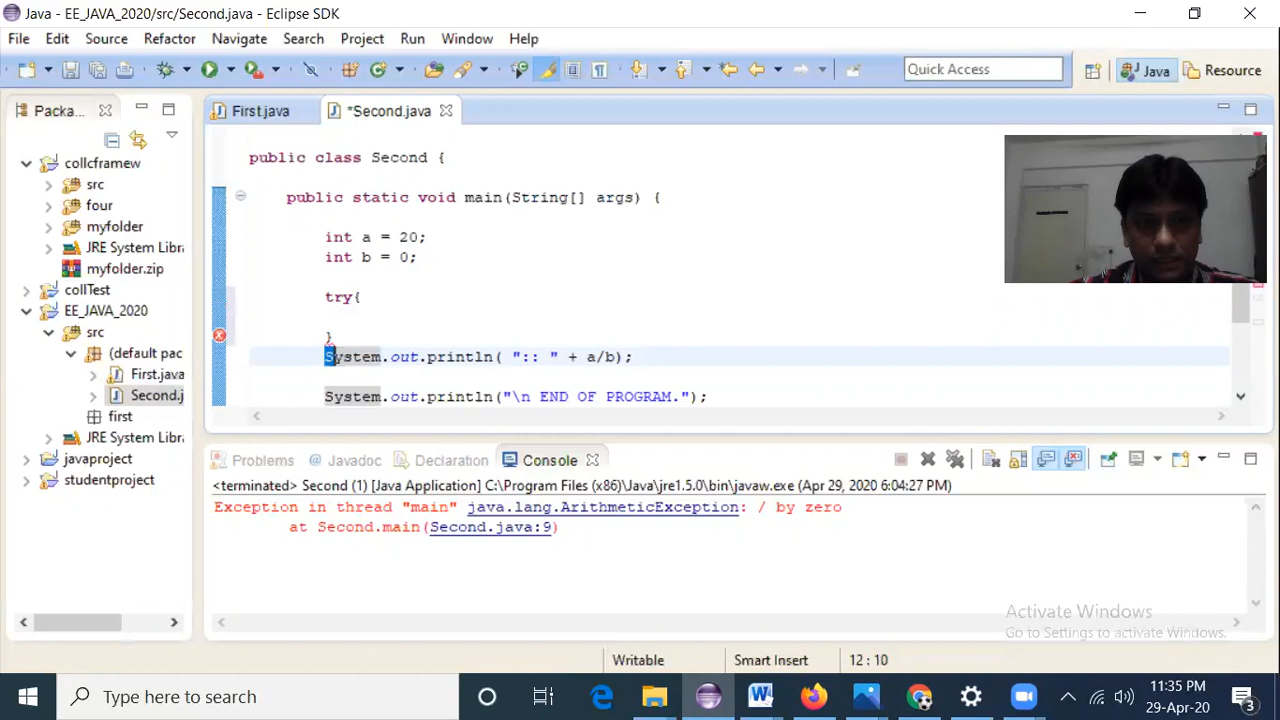 Java - EE_JAVA_2020/src/Second.java - Eclipse SDK
File Edit Source Refactor Navigate Search Project Run Window Help
Quick Access
Java
Resource
Packa...
First.java
*Second.java
collcframew
src
four
myfolder
JRE System Libra
myfolder.zip
collTest
EE_JAVA_2020
src
(default pac
First.java
Second.j
first
JRE System Libra
javaproject
studentproject
public class Second {
public static void main(String[] args) {
int a = 20;
int b = 0;
try{
}
System.out.println( ":: " + a/b);
System.out.println("\n END OF PROGRAM.");
Problems
@ Javadoc
Declaration
Console
<terminated> Second (1) [Java Application] C:\Program Files (x86)\Java\jre1.5.0\bin\javaw.exe (Apr 29, 2020 6:04:27 PM)
Exception in thread "main" java.lang.ArithmeticException: / by zero
at Second.main(Second.java:9)
Activate Windows
Go to Settings to activate Windows.
Writable
Smart Insert
12 : 10
Type here to search
11:35 PM
29-Apr-20
3